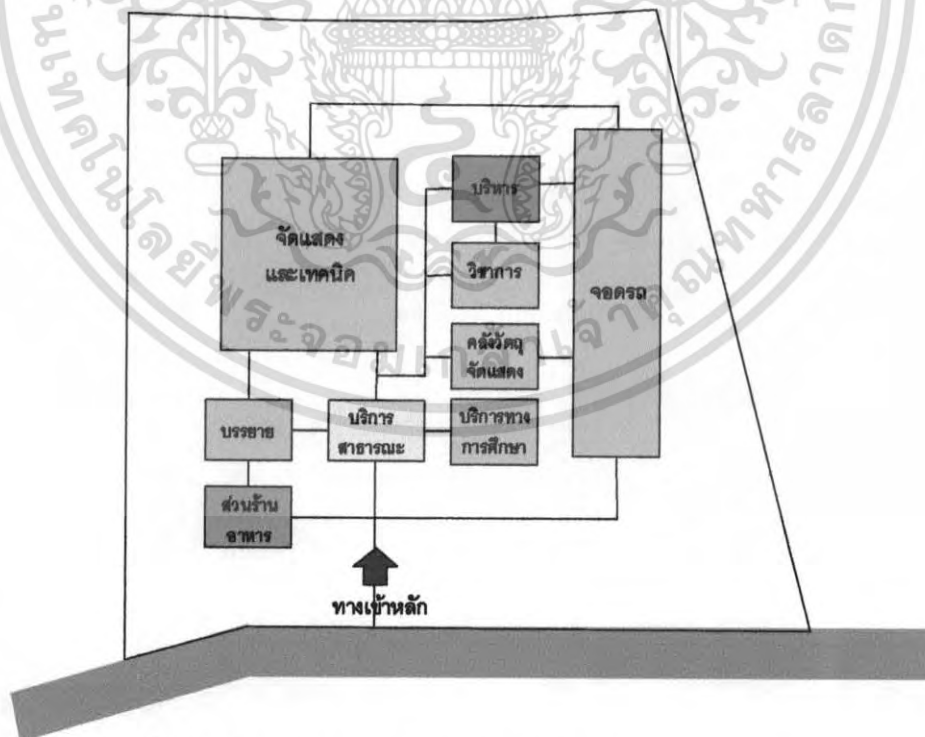 บริหาร
จัดแสดง
และเทคนิค
วิชาการ
จอดรถ
คลังวัตถุ
จัดแสดง
บรรยาย
บริการ
สาธารณะ
บริการทาง
การศึกษา
ส่วนร้าน
อาหาร
ทางเข้าหลัก